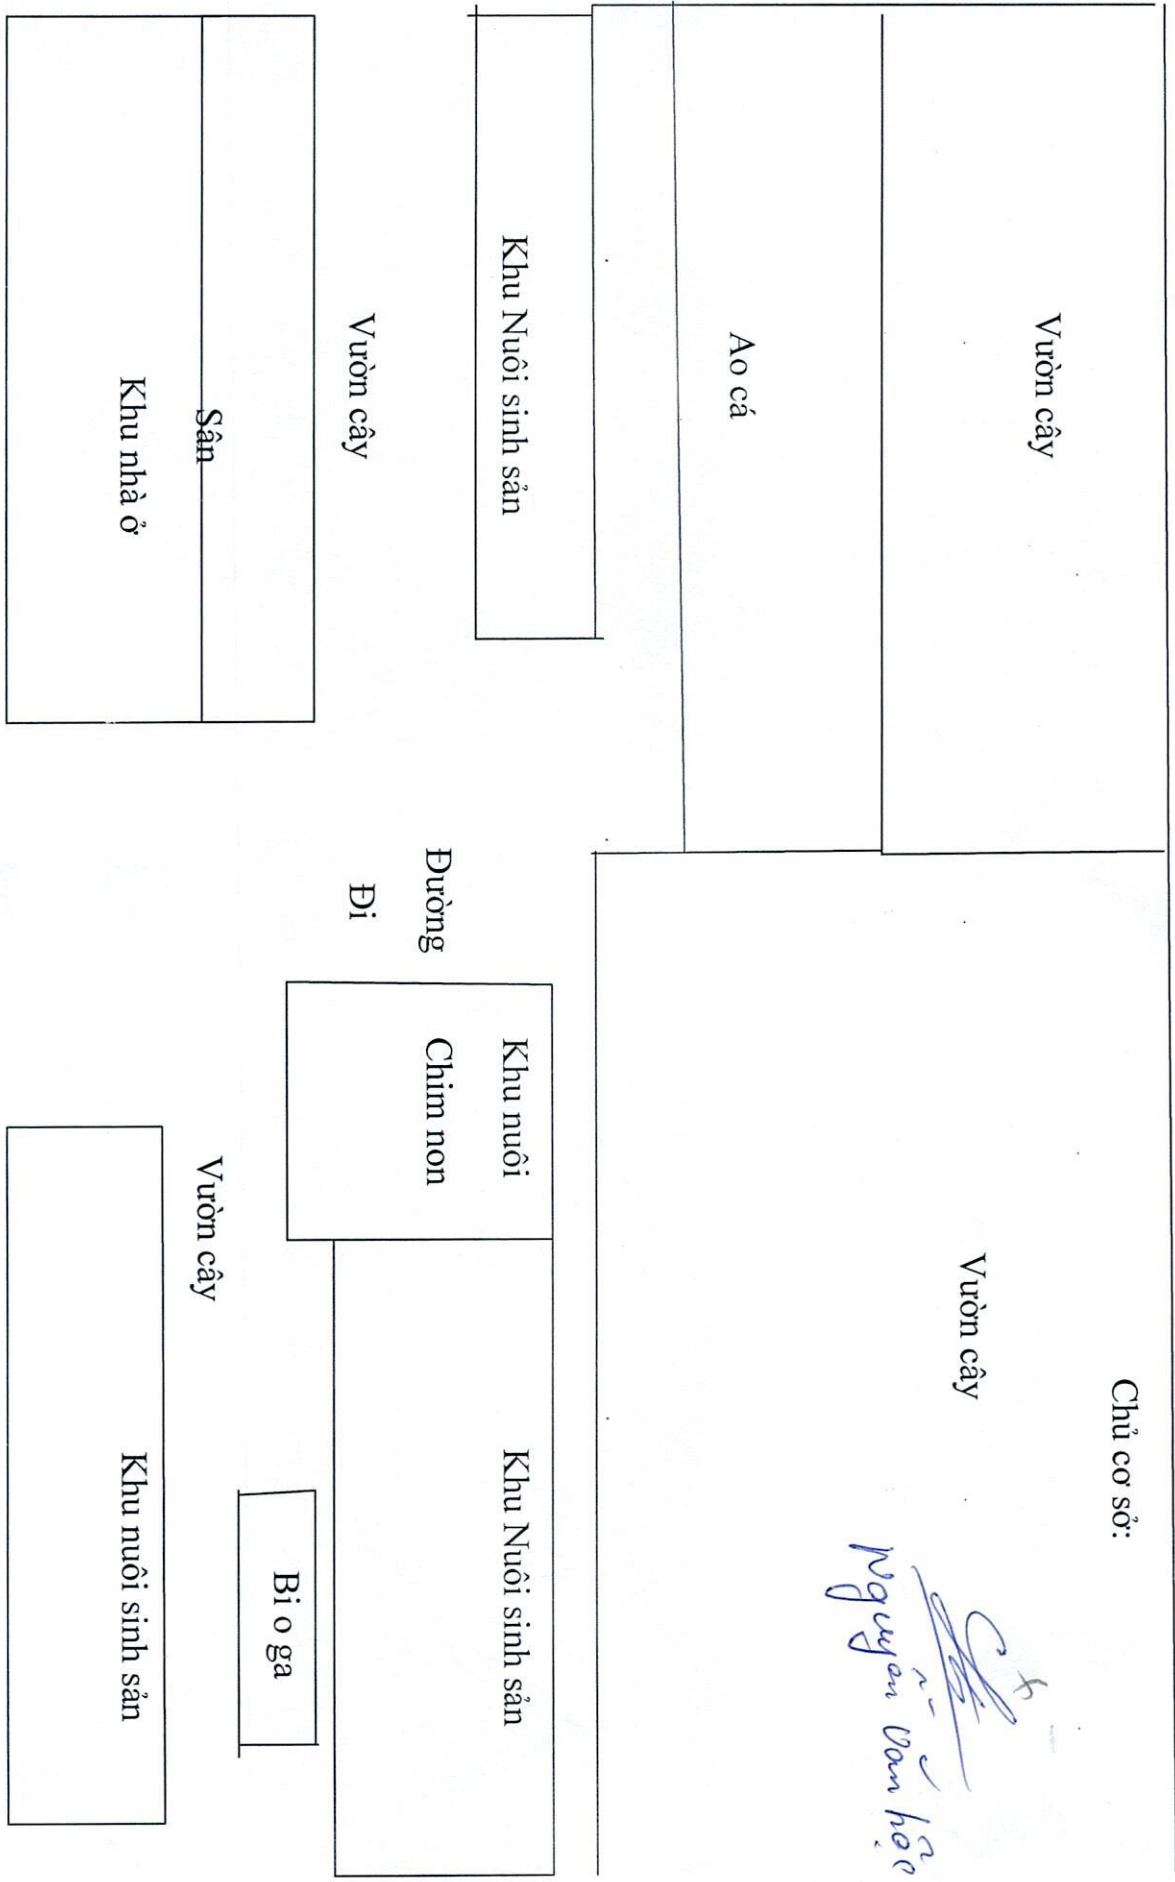 Chủ cơ sở:
Vườn cây
Vườn cây
Nguyễn Văn
Ao cá
Khu Nuôi sinh sản
Khu nuôi
Chim non
Khu Nuôi sinh sản
Đường
Đi
Vườn cây
Bi o ga
Sân
Vườn cây
Khu nhà ở
Khu nuôi sinh sản